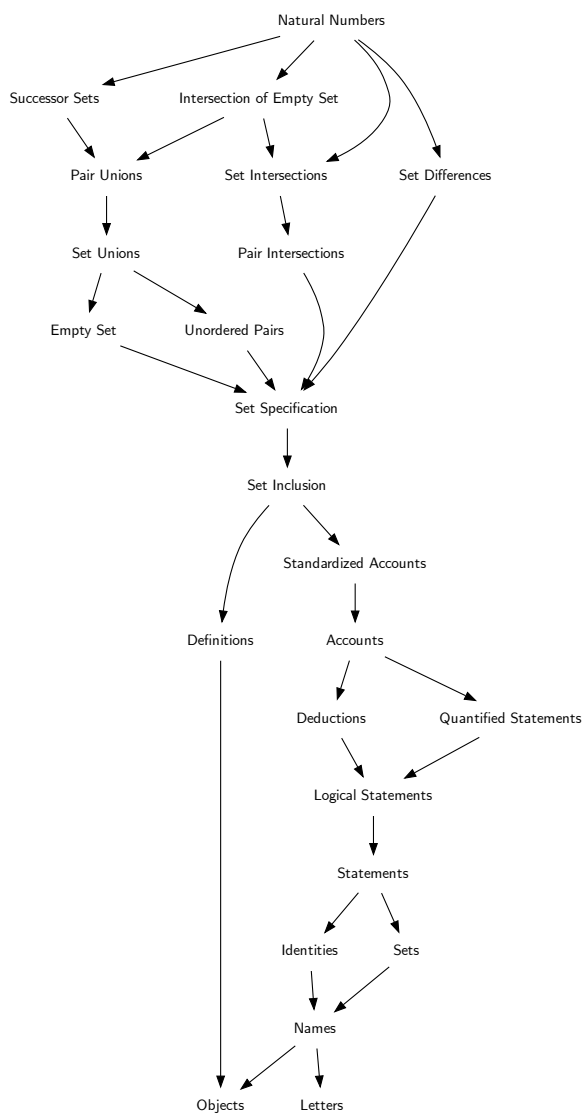 Natural Numbers
Successor Sets
Intersection of Empty Set
Pair Unions
Set Intersections
Set Differences
Set Unions
Pair Intersections
Empty Set
Unordered Pairs
Set Specification
Set Inclusion
Standardized Accounts
Definitions
Accounts
Deductions
Quantified Statements
Logical Statements
Statements
Identities
Sets
Names
Objects
Letters